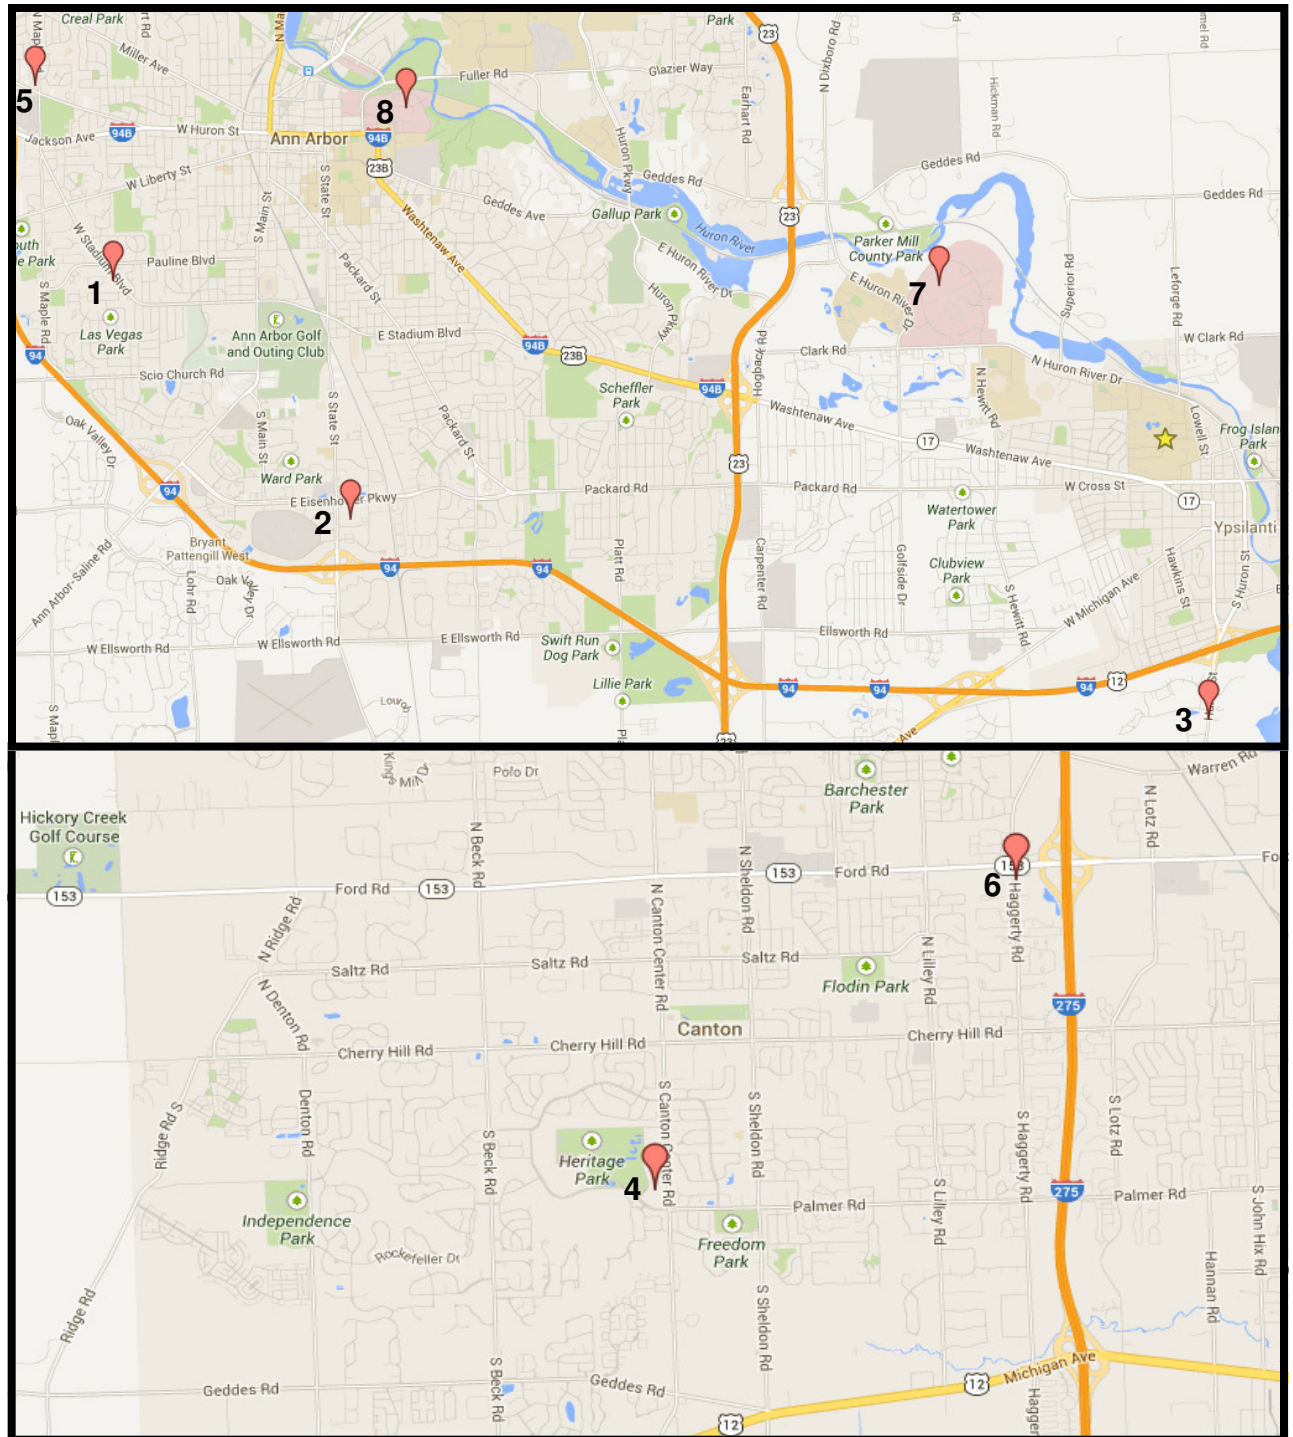 Creal Park
Miller Ave
Park
23
N Dixboro Rd
Fuller Rd
Glazier Way
Earhart Rd
Hickman Rd
5
8
Jackson Ave
94B
W Huron St
Ann Arbor
94B
23B
W Liberty St
S State St
S Main St
Geddes Ave
Huron Pkwy
Geddes Rd
Geddes Rd
Geddes Rd
Gallup Park
Huron River
23
Parker Mill
County Park
Washtenaw Ave
W Stadium Blvd
Pauline Blvd
Packard St
E Huron River Dr
E Huron River Dr
Superior Rd
Leforge Rd
1
7
S Maple Rd
Las Vegas
Park
Ann Arbor Golf
and Outing Club
E Stadium Blvd
Huron Pkwy
Hogback Rd
94B
23B
Clark Rd
W Clark Rd
94
Scio Church Rd
N Huron River Dr
Scheffler
Park
94B
Washtenaw Ave
N Hewitt Rd
Lowell St
Oak Valley Dr
S Main St
S State St
Packard St
17
Washtenaw Ave
Frog Islan
Park
Ward Park
23
94
E Eisenhower Pkwy
Packard Rd
Packard Rd
W Cross St
17
2
Watertower
Park
Ypsilanti
Bryant
Pattengill West
94
94
Platt Rd
Carpenter Rd
Golfside Dr
Clubview
Park
S Hewitt Rd
Hawkins St
S Huron St
Ann Arbor-Saline Rd
Lohr Rd
Oak Valley Dr
W Michigan Ave
W Ellsworth Rd
W Ellsworth Rd
E Ellsworth Rd
Swift Run
Dog Park
Ellsworth Rd
Lillie Park
94
94
94
12
3
23
Ave
Polo Dr
Barchester
Park
Warren Rd
N Lotz Rd
Hickory Creek
Golf Course
N Beck Rd
N Sheldon Rd
153
Ford Rd
153
153
Ford Rd
153
6
N Ridge Rd
N Canton Center Rd
Haggerty Rd
Saltz Rd
Saltz Rd
Saltz Rd
N Lilley Rd
N Denton Rd
Flodin Park
275
Canton
Cherry Hill Rd
Cherry Hill Rd
Cherry Hill Rd
Denton Rd
Ridge Rd S
S Canton Center Rd
S Sheldon Rd
S Haggerty Rd
S Lotz Rd
S Beck Rd
Heritage
Park
4
Independence
Park
Palmer Rd
275
Palmer Rd
S Lilley Rd
S John Hix Rd
Freedom
Park
Rockefeller Dr
Hannan Rd
Ridge Rd
S Sheldon Rd
S Beck Rd
Geddes Rd
Geddes Rd
Michigan Ave
12
12
Hagger